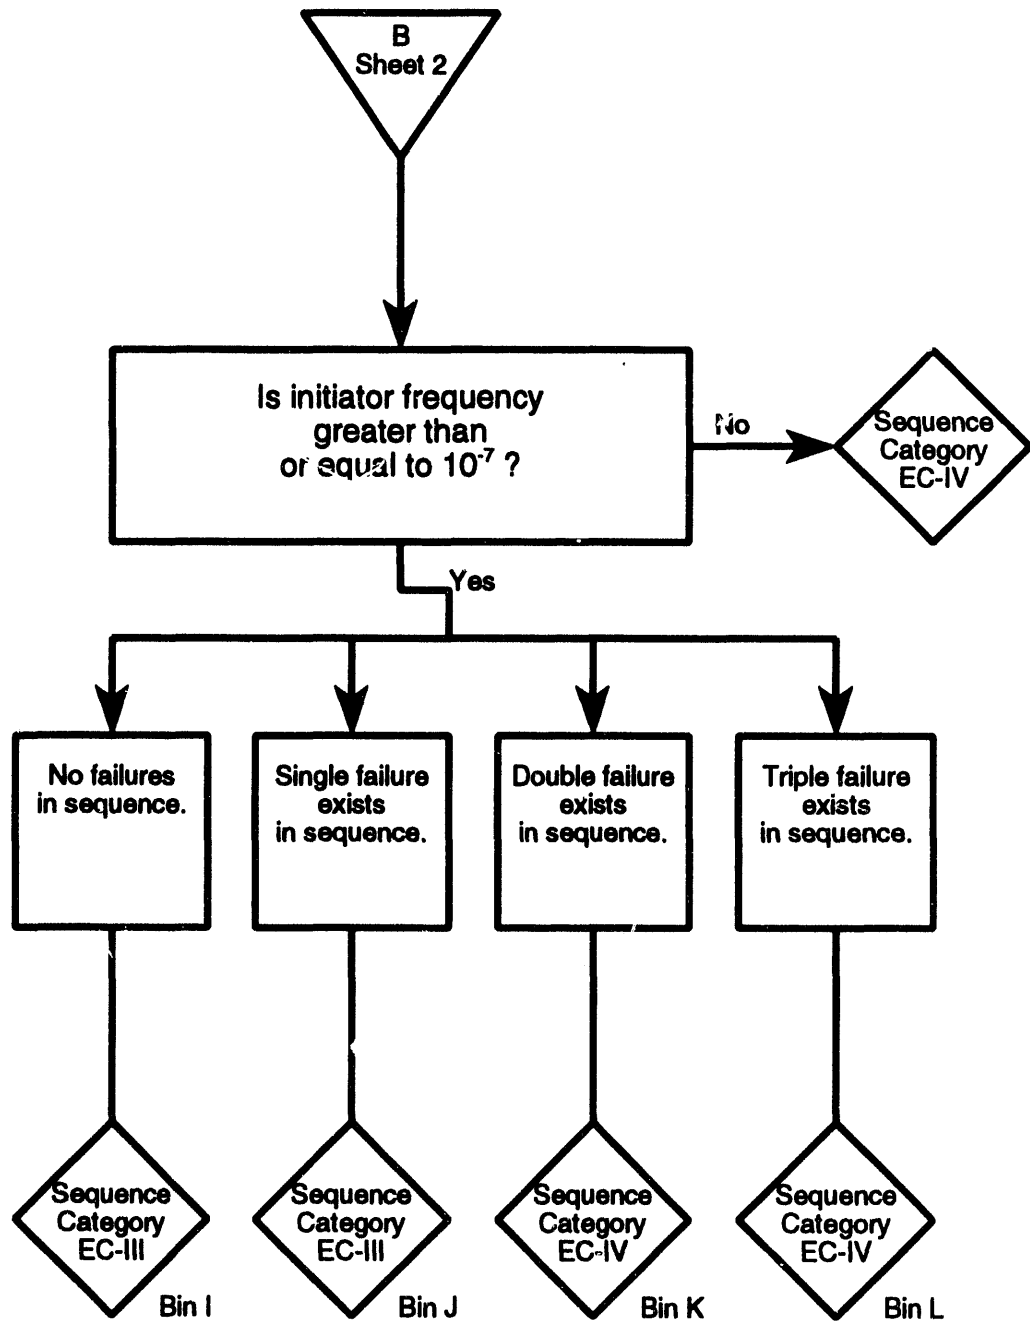 B
Sheet 2
Is initiator frequency
greater than
or equal to 10⁻⁷ ?
No
Sequence
Category
EC-IV
Yes
No failures
in sequence.
Single failure
exists
in sequence.
Double failure
exists
in sequence.
Triple failure
exists
in sequence.
Sequence
Category
EC-III
Bin I
Sequence
Category
EC-III
Bin J
Sequence
Category
EC-IV
Bin K
Sequence
Category
EC-IV
Bin L